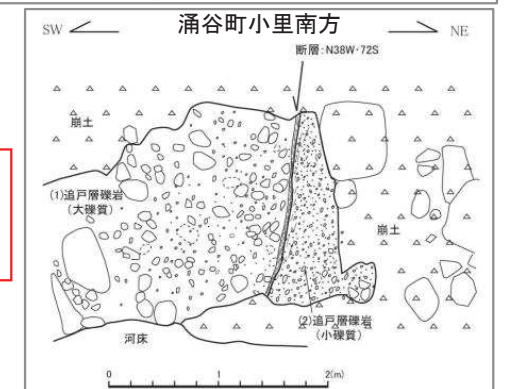 涌谷町小里南方
SW
NE
断層:N38W・72S
崩土
(1)追戸層礫岩
(大礫質)
崩土
(2)追戸層礫岩
(小礫質)
河床
0 1 2(m)